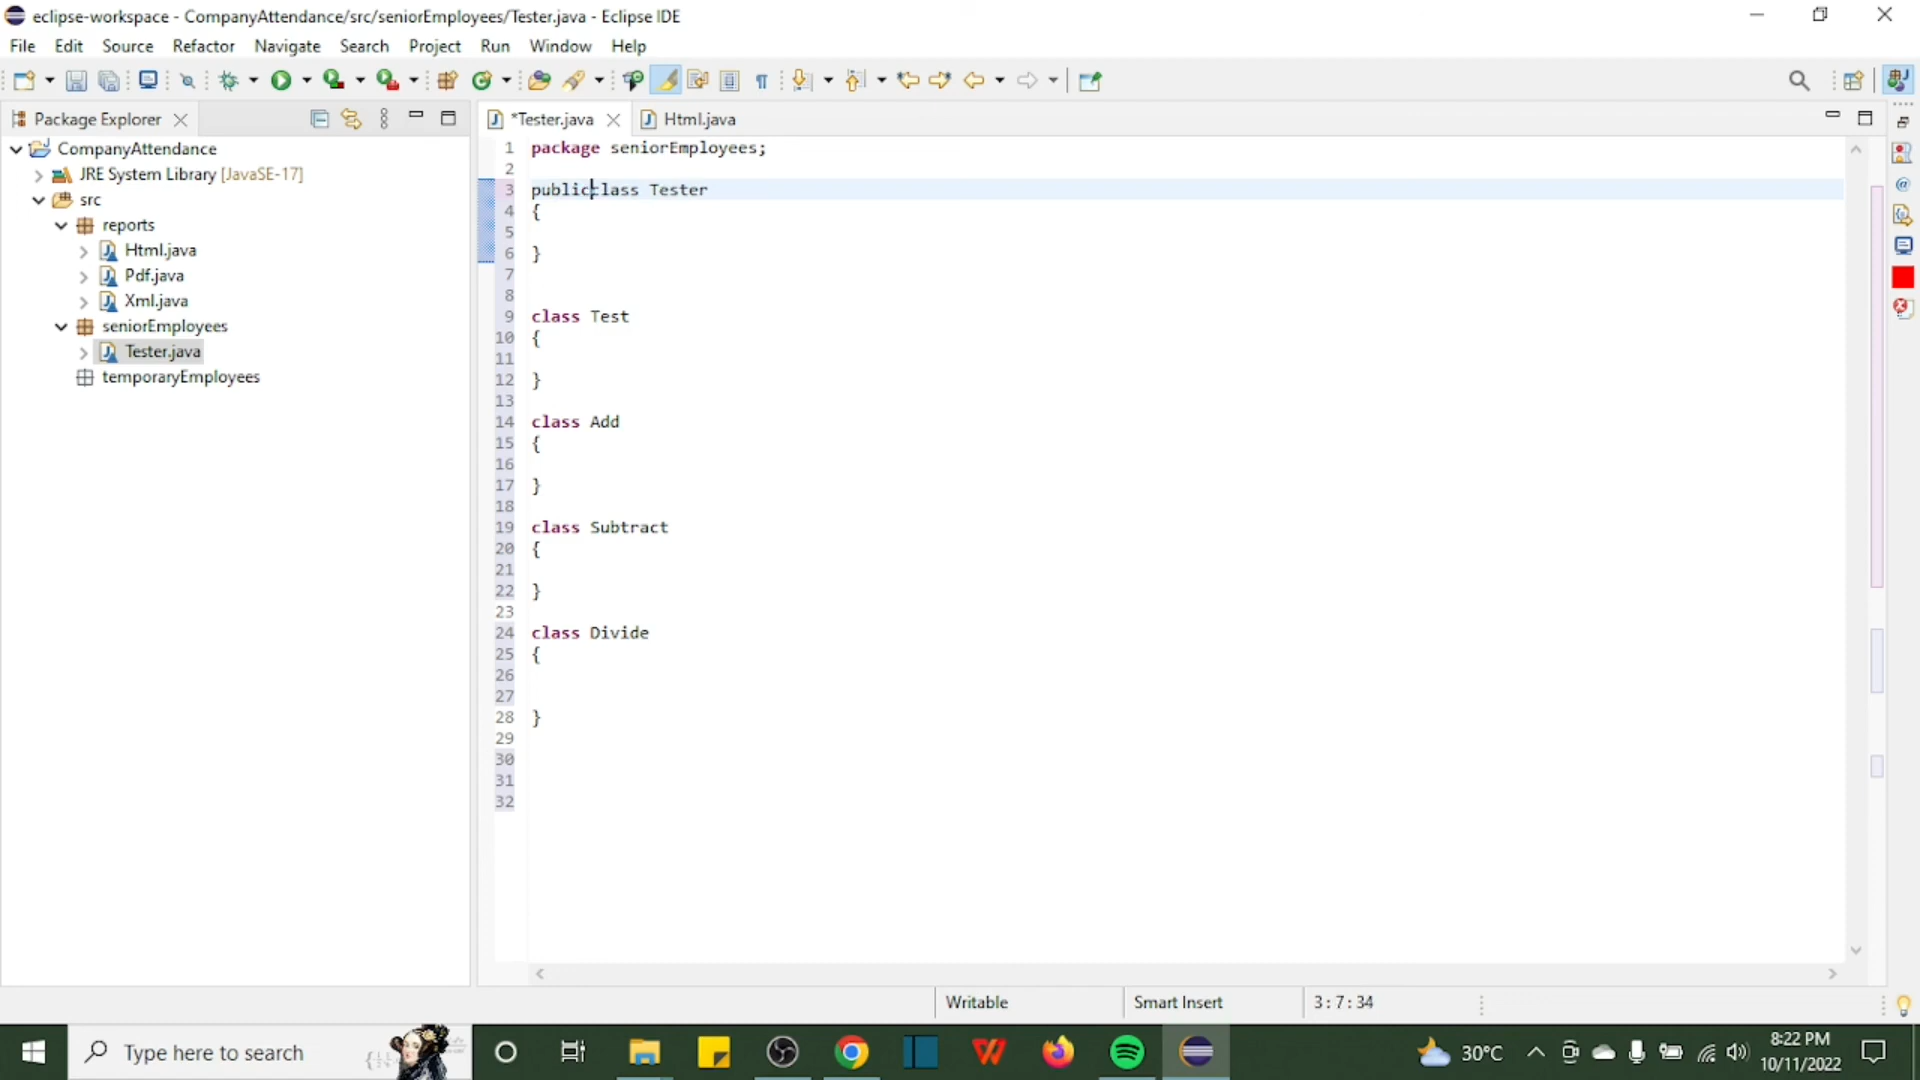 eclipse-workspace - CompanyAttendance/src/seniorEmployees/Tester.java - Eclipse IDE
File Edit Source Refactor Navigate Search Project Run Window Help
Package Explorer
*Tester.java
Html.java
CompanyAttendance
JRE System Library [JavaSE-17]
src
reports
Html.java
Pdf.java
Xml.java
seniorEmployees
Tester.java
temporaryEmployees
1 package seniorEmployees;
2
3 publicclass Tester
4 {
5
6 }
7
8
9 class Test
10 {
11
12 }
13
14 class Add
15 {
16
17 }
18
19 class Subtract
20 {
21
22 }
23
24 class Divide
25 {
26
27
28 }
29
30
31
32
Writable
Smart Insert
3 : 7 : 34
Type here to search
30°C
8:22 PM
10/11/2022